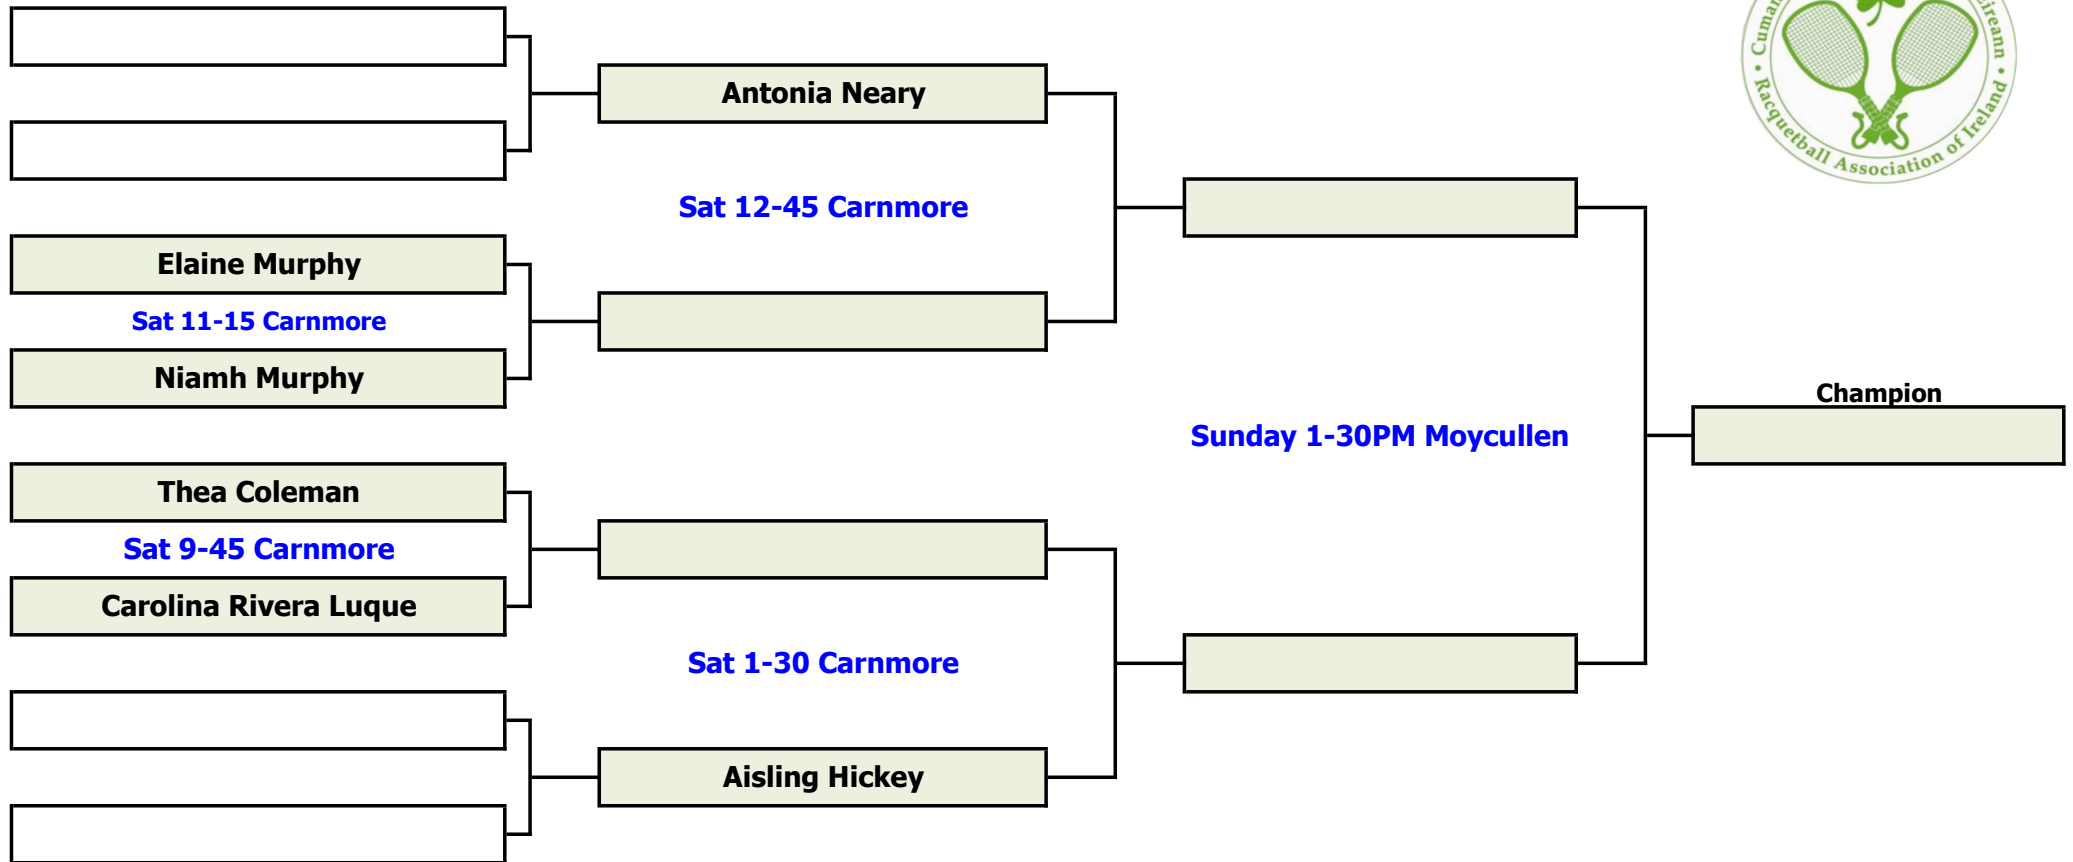 Antonia Neary
Sat 12-45 Carnmore
Elaine Murphy
Sat 11-15 Carnmore
Niamh Murphy
Champion
Sunday 1-30PM Moycullen
Thea Coleman
Sat 9-45 Carnmore
Carolina Rivera Luque
Sat 1-30 Carnmore
Aisling Hickey
Racquetball Association of Ireland